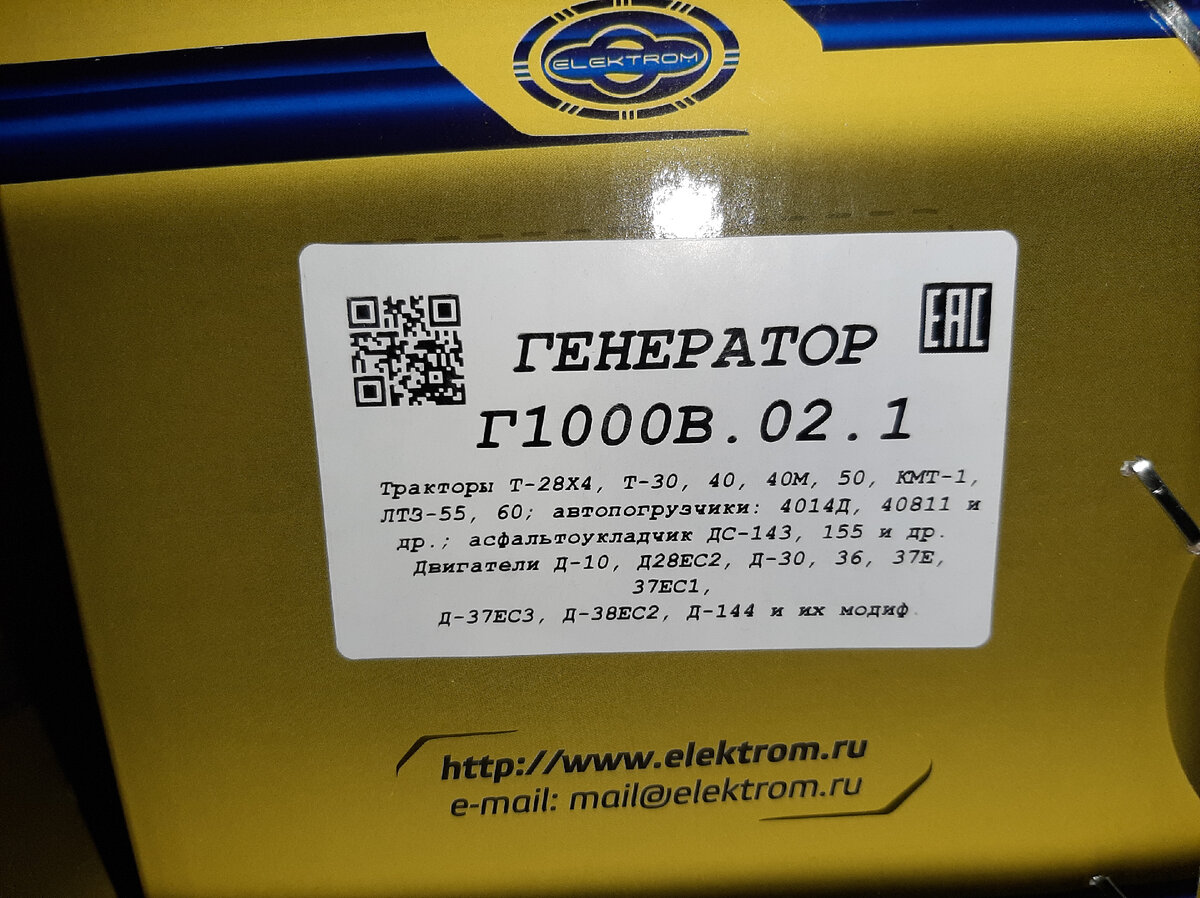 ELEKTROM
EAC
ГЕНЕРАТОР
Г1000В.02.1
Тракторы Т-28Х4, Т-30, 40, 40М, 50, КМТ-1,
ЛТЗ-55, 60; автопогрузчики: 4014Д, 40811 и
др.; асфальтоукладчик ДС-143, 155 и др.
Двигатели Д-10, Д28ЕС2, Д-30, 36, 37Е,
37ЕС1,
Д-37ЕС3, Д-38ЕС2, Д-144 и их модиф.
http://www.elektrom.ru
e-mail: mail@elektrom.ru